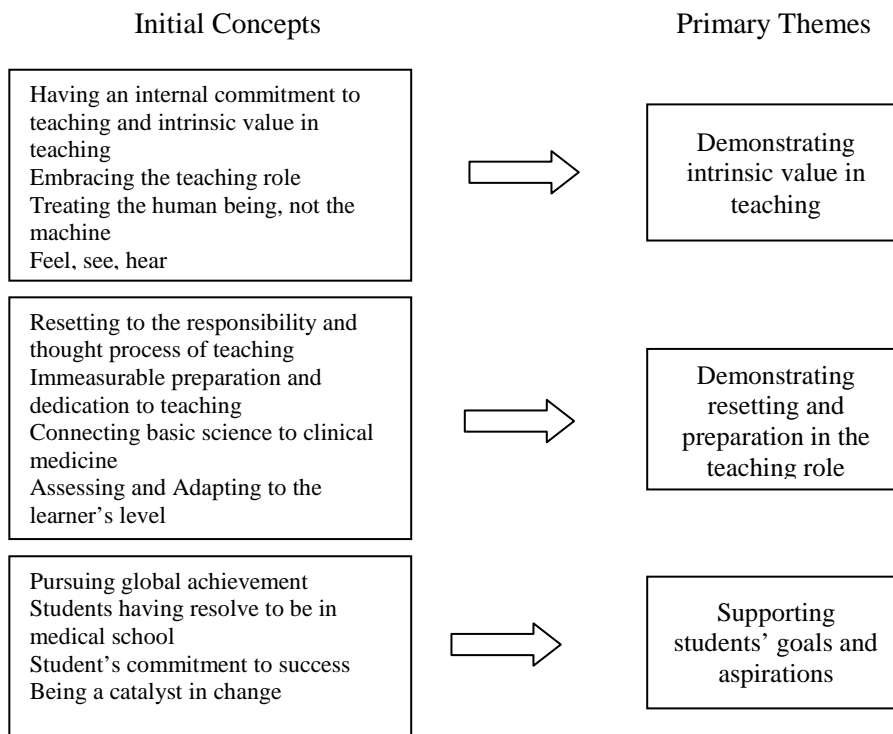 Initial Concepts
Primary Themes
Having an internal commitment to
teaching and intrinsic value in
teaching
Embracing the teaching role
Treating the human being, not the
machine
Feel, see, hear
Demonstrating
intrinsic value in
teaching
Resetting to the responsibility and
thought process of teaching
Immeasurable preparation and
dedication to teaching
Connecting basic science to clinical
medicine
Assessing and Adapting to the
learner’s level
Demonstrating
resetting and
preparation in the
teaching role
Pursuing global achievement
Students having resolve to be in
medical school
Student’s commitment to success
Being a catalyst in change
Supporting
students’ goals and
aspirations